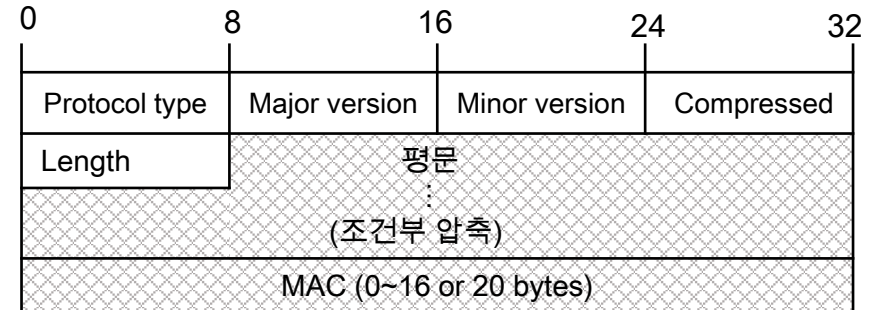 0 8 16 24 32
Protocol type Major version Minor version Compressed
Length 평문
⋮
(조건부 압축)
MAC (0~16 or 20 bytes)